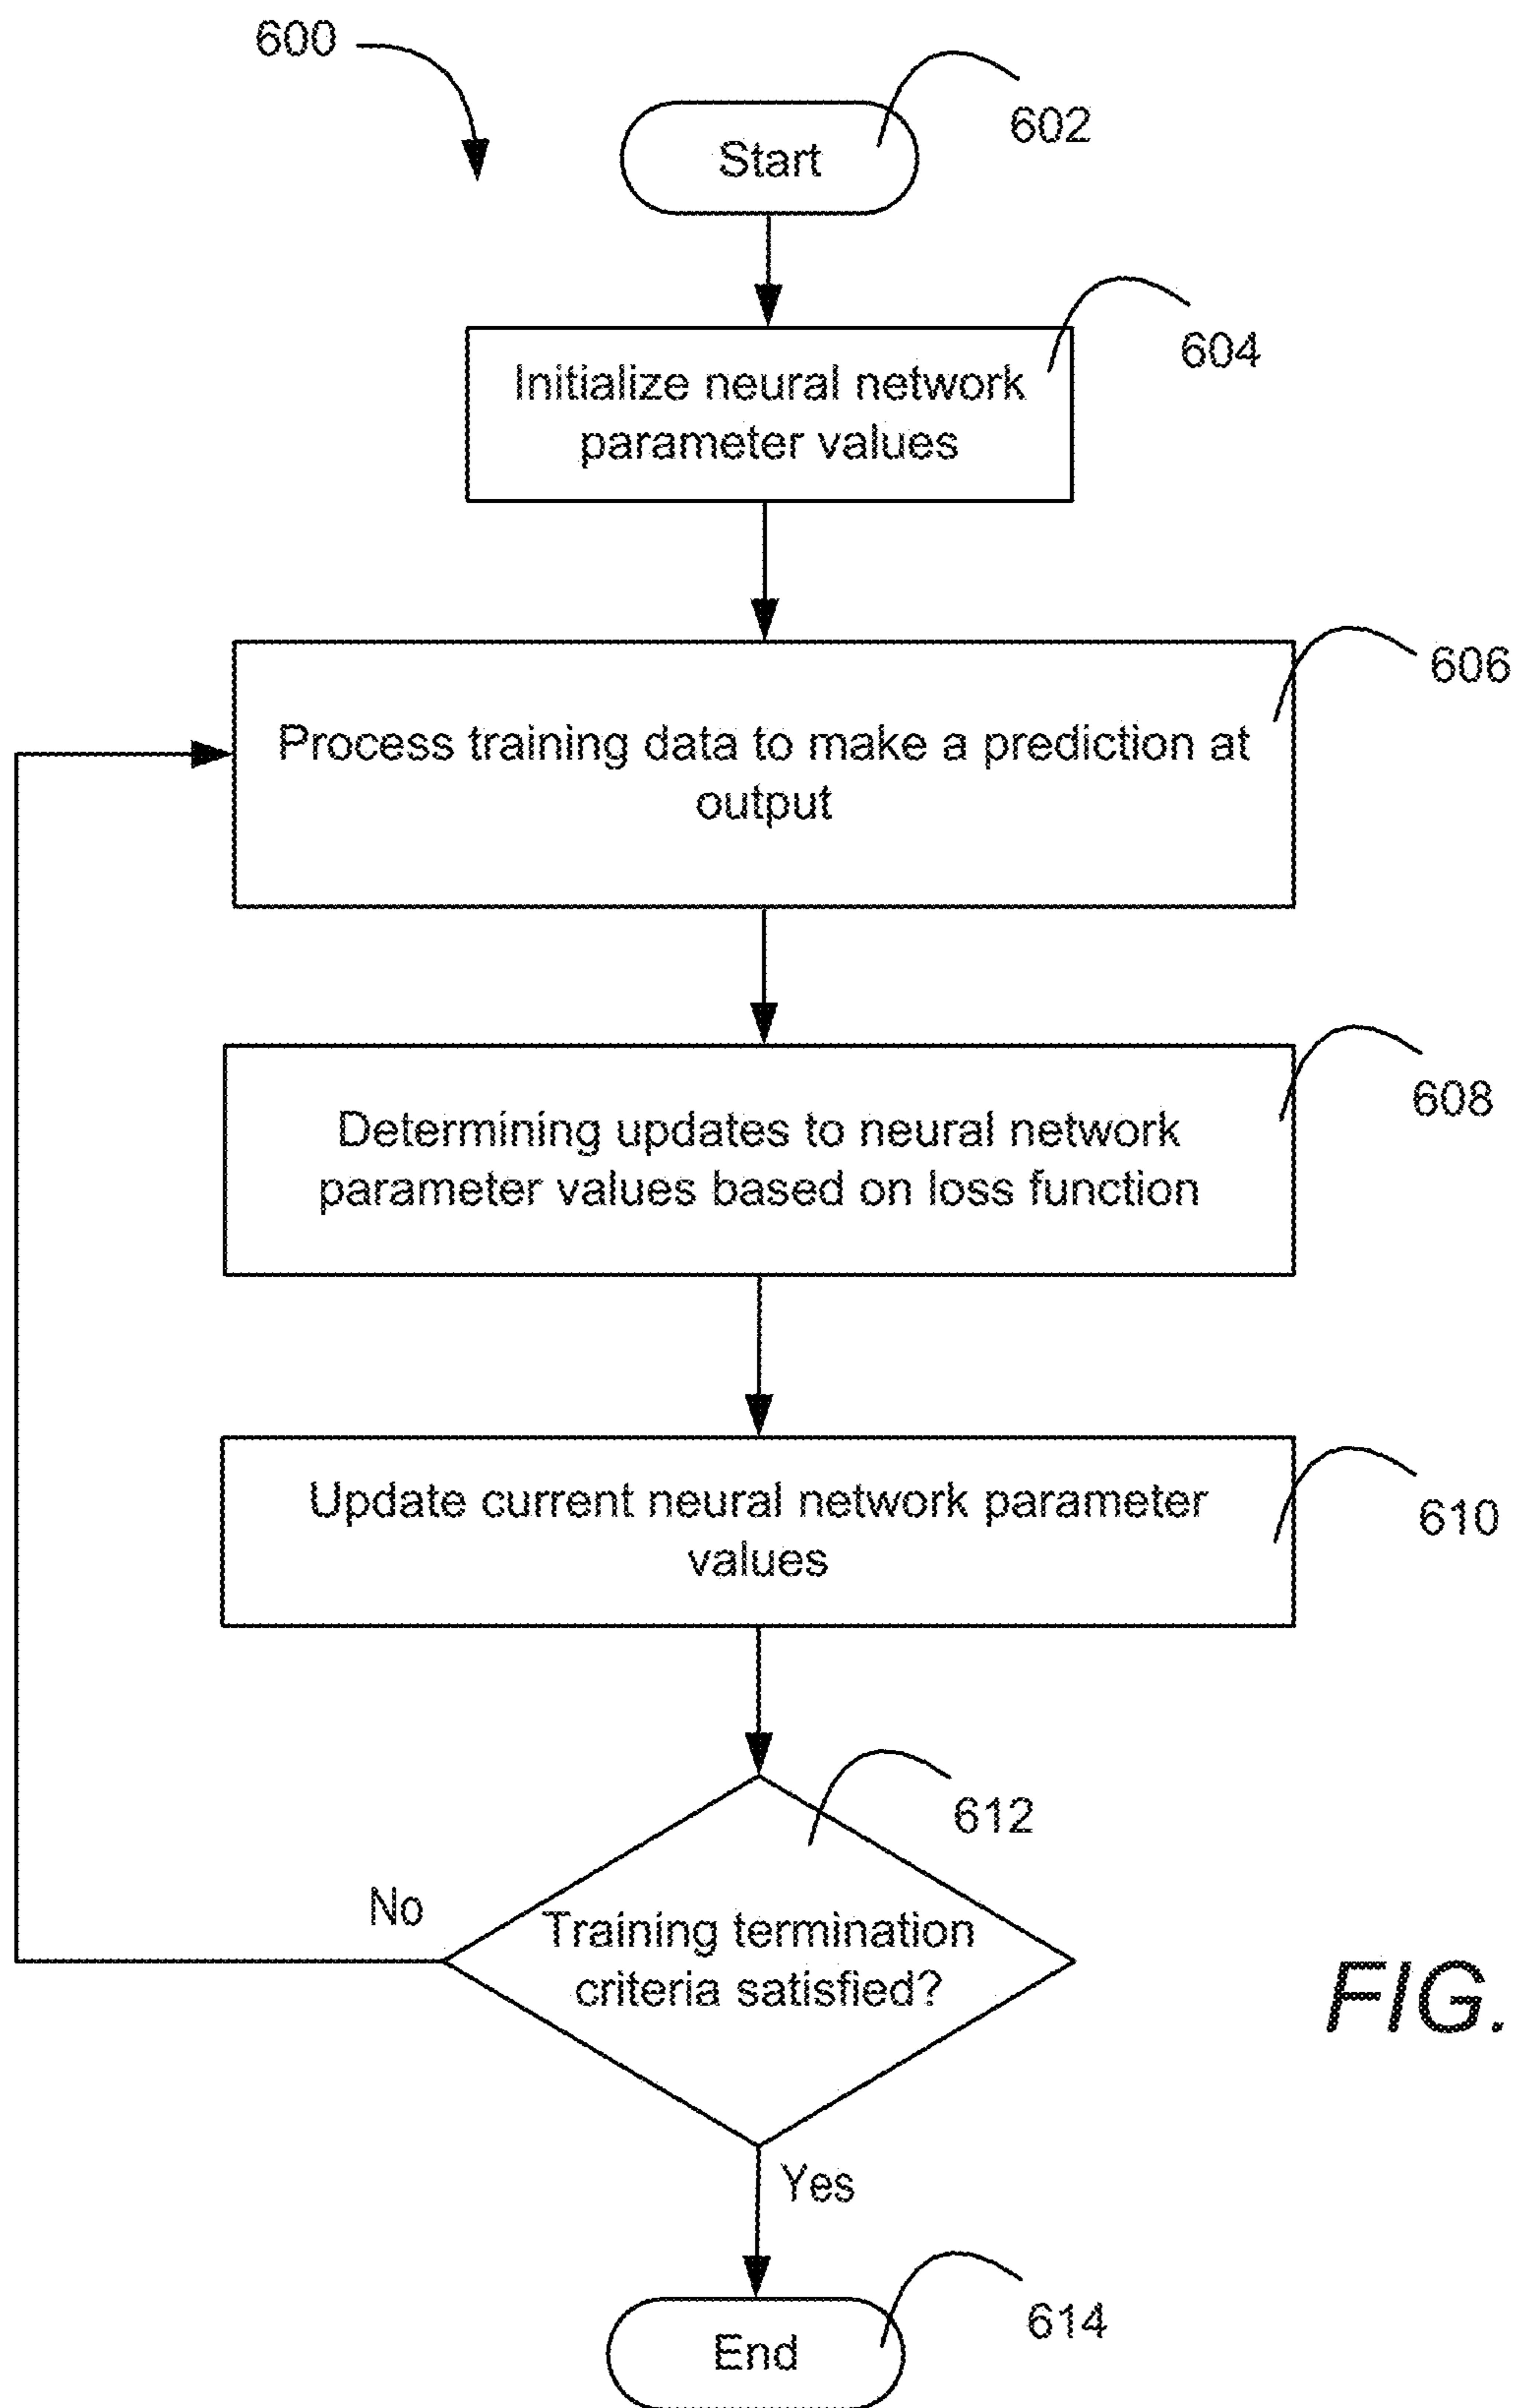 600
602
Start
604
Initialize neural network
parameter values
606
Process training data to make a prediction at
output
608
Determining updates to neural network
parameter values based on loss function
610
Update current neural network parameter
values
612
No
Training termination
criteria satisfied?
FIG.
Yes
614
End